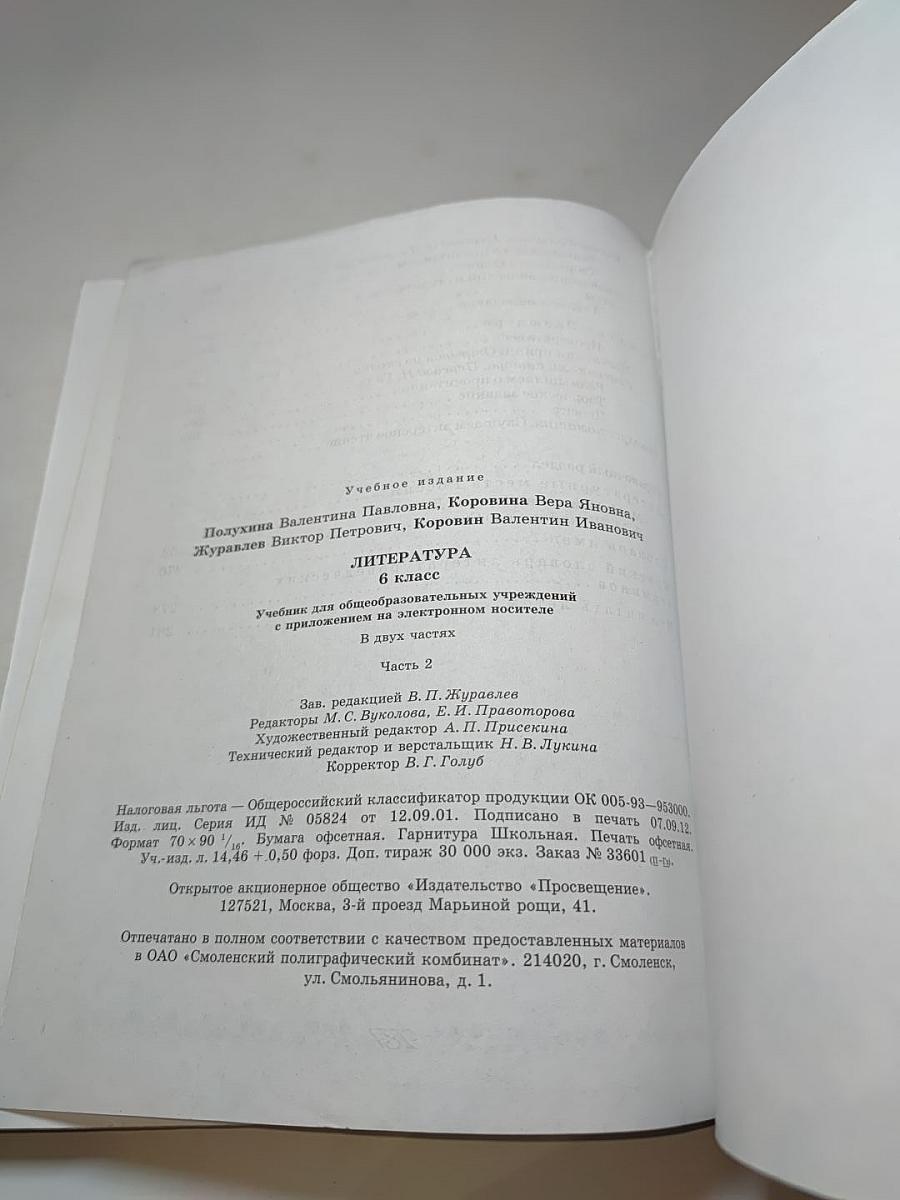 Учебное издание
Полухина Валентина Павловна, Коровина Вера Яновна,
Журавлев Виктор Петрович, Коровин Валентин Иванович
ЛИТЕРАТУРА
6 класс
Учебник для общеобразовательных учреждений
с приложением на электронном носителе
В двух частях
Часть 2
Зав. редакцией В. П. Журавлев
Редакторы М. С. Вуколова, Е. И. Правоторова
Художественный редактор А. П. Присекина
Технический редактор и верстальщик Н. В. Лукина
Корректор В. Г. Голуб
Налоговая льгота — Общероссийский классификатор продукции ОК 005-93—953000.
Изд. лиц. Серия ИД № 05824 от 12.09.01. Подписано в печать 07.09.12.
Формат 70×90 1/16. Бумага офсетная. Гарнитура Школьная. Печать офсетная.
Уч.-изд. л. 14,46 + 0,50 форз. Доп. тираж 30 000 экз. Заказ № 33601
Открытое акционерное общество «Издательство «Просвещение».
127521, Москва, 3-й проезд Марьиной рощи, 41.
Отпечатано в полном соответствии с качеством предоставленных материалов
в ОАО «Смоленский полиграфический комбинат». 214020, г. Смоленск,
ул. Смольянинова, д. 1.